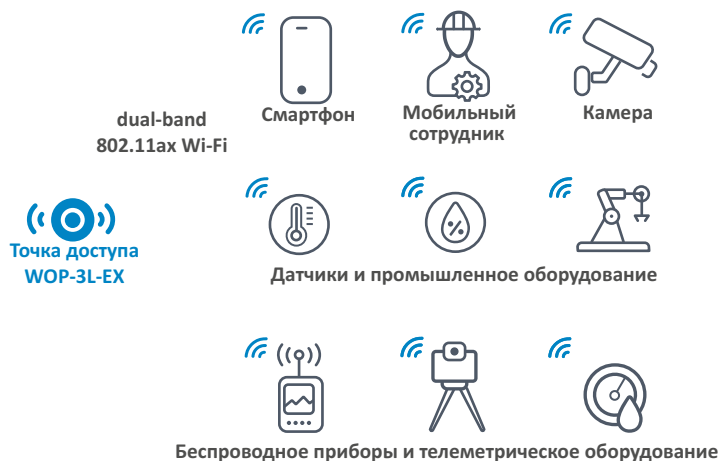 Смартфон
Мобильный
сотрудник
Камера
dual-band
802.11ax Wi-Fi
Точка доступа
WOP-3L-EX
Датчики и промышленное оборудование
Беспроводное приборы и телеметрическое оборудование